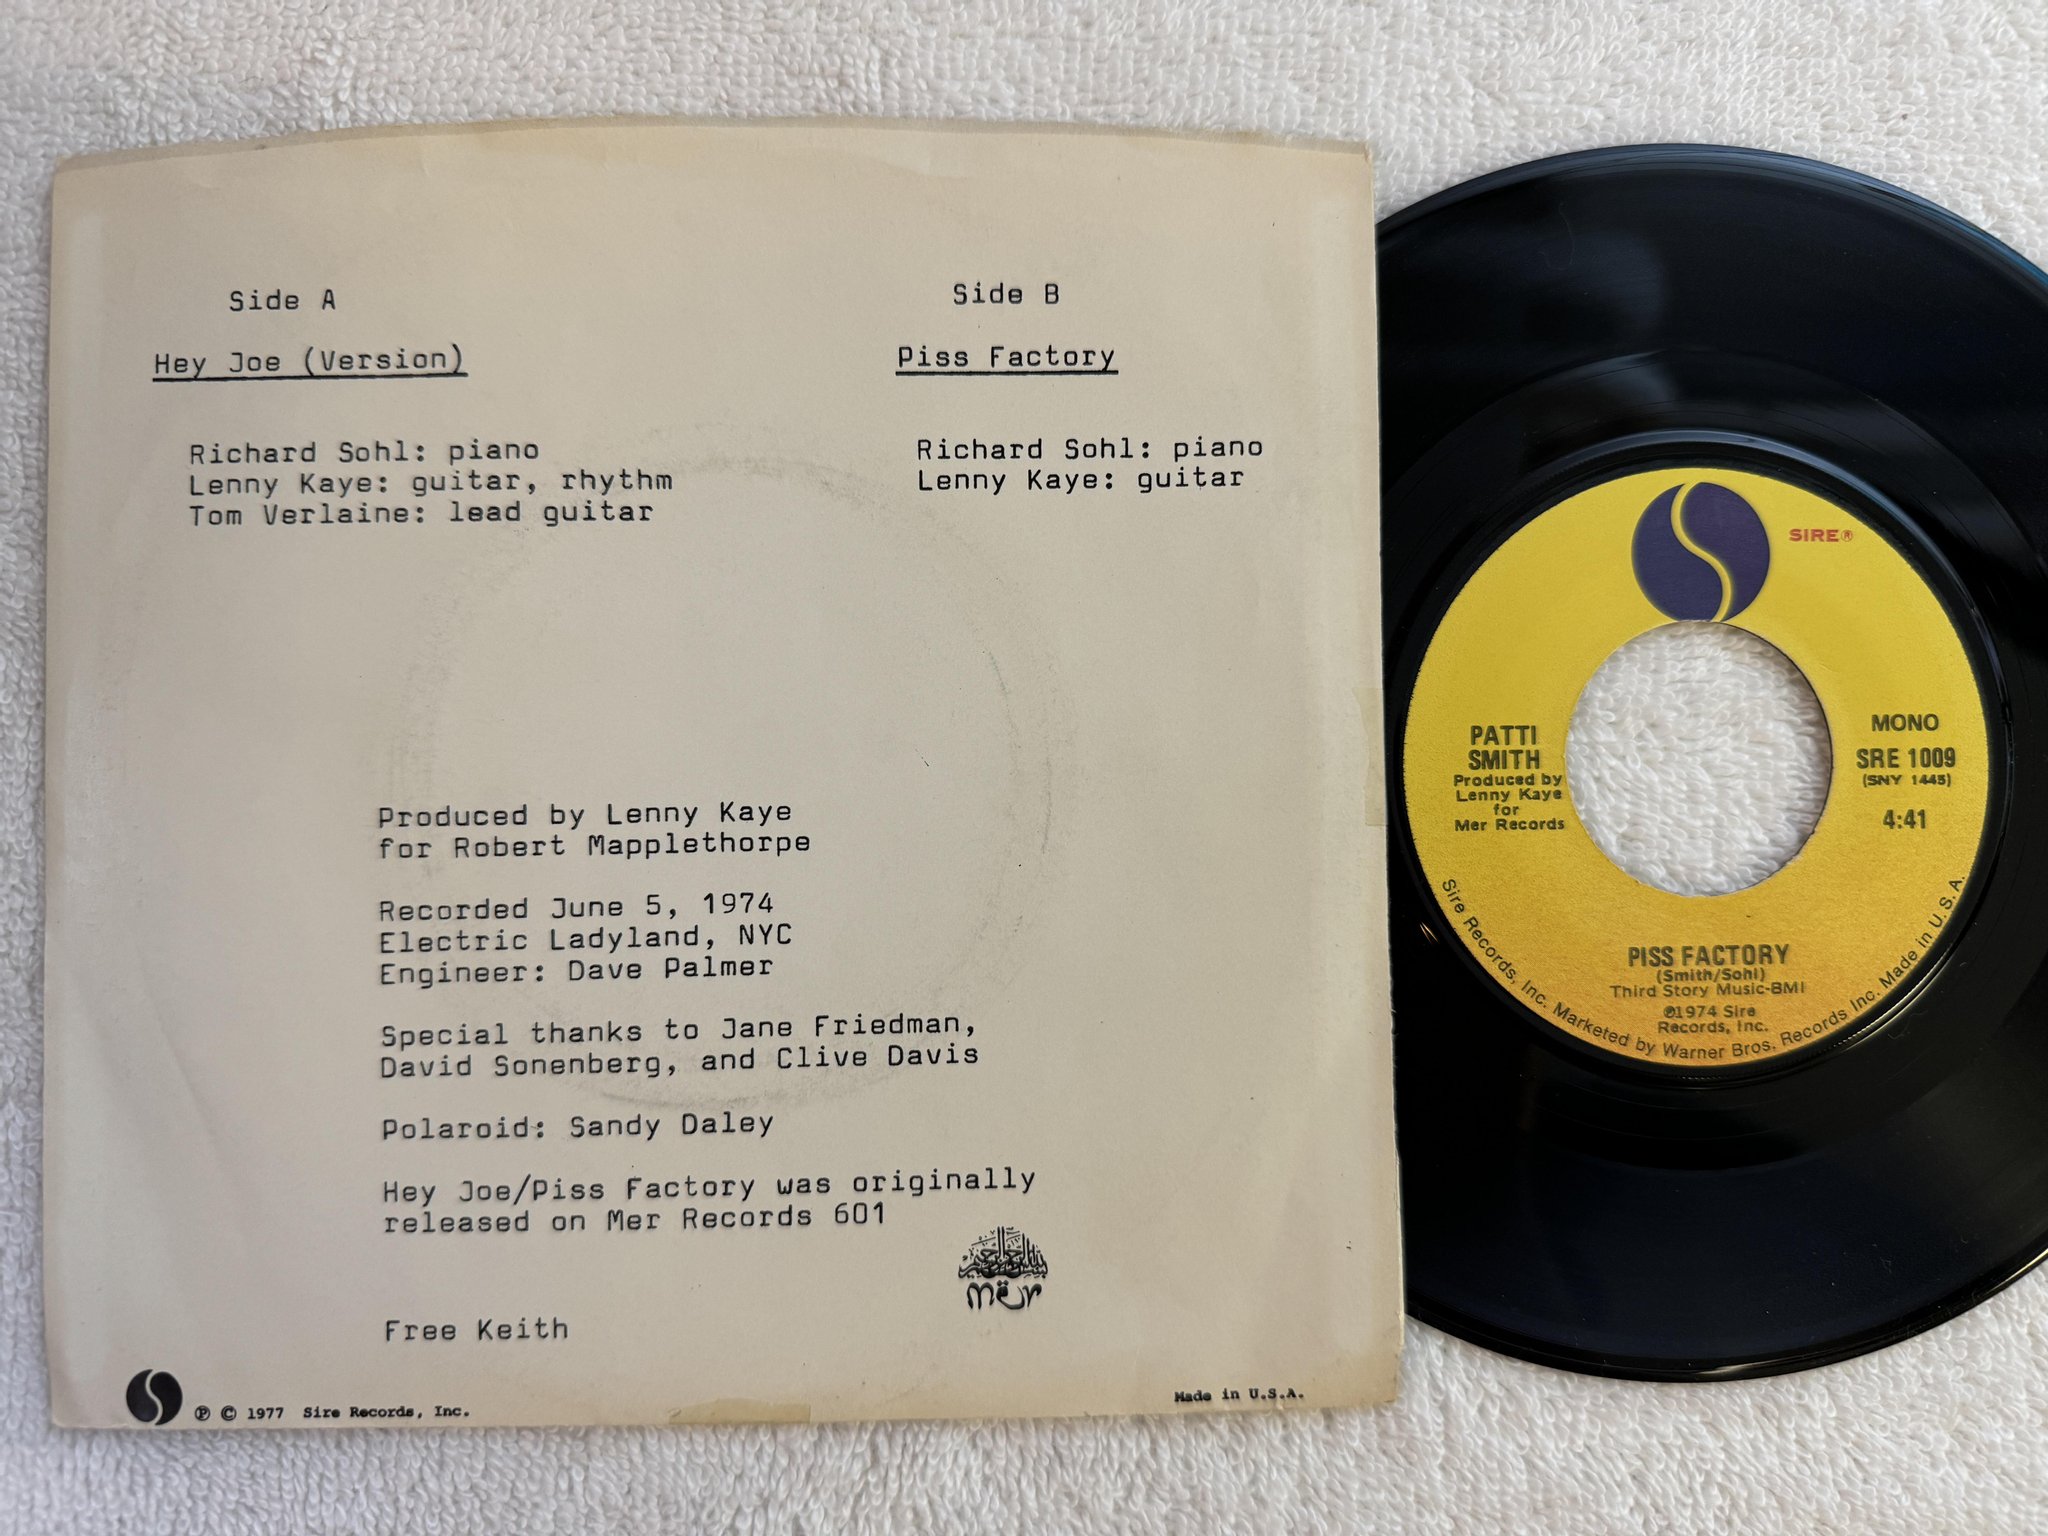 Side A
Hey Joe (Version)
Richard Sohl: piano
Lenny Kaye: guitar, rhythm
Tom Verlaine: lead guitar
Side B
Piss Factory
Richard Sohl: piano
Lenny Kaye: guitar
Produced by Lenny Kaye
for Robert Mapplethorpe
Recorded June 5, 1974
Electric Ladyland, NYC
Engineer: Dave Palmer
Special thanks to Jane Friedman,
David Sonenberg, and Clive Davis
Polaroid: Sandy Daley
Hey Joe/Piss Factory was originally
released on Mer Records 601
mer
Free Keith
℗ © 1977 Sire Records, Inc.
Made in U.S.A.
SIRE®
PATTI
SMITH
Produced by
Lenny Kaye
for
Mer Records
MONO
SRE 1009
(SNY 1445)
4:41
PISS FACTORY
(Smith/Sohl)
Third Story Music-BMI
℗1974 Sire
Records, Inc.
Sire Records, Inc. Marketed by Warner Bros. Records Inc. Made in U.S.A.